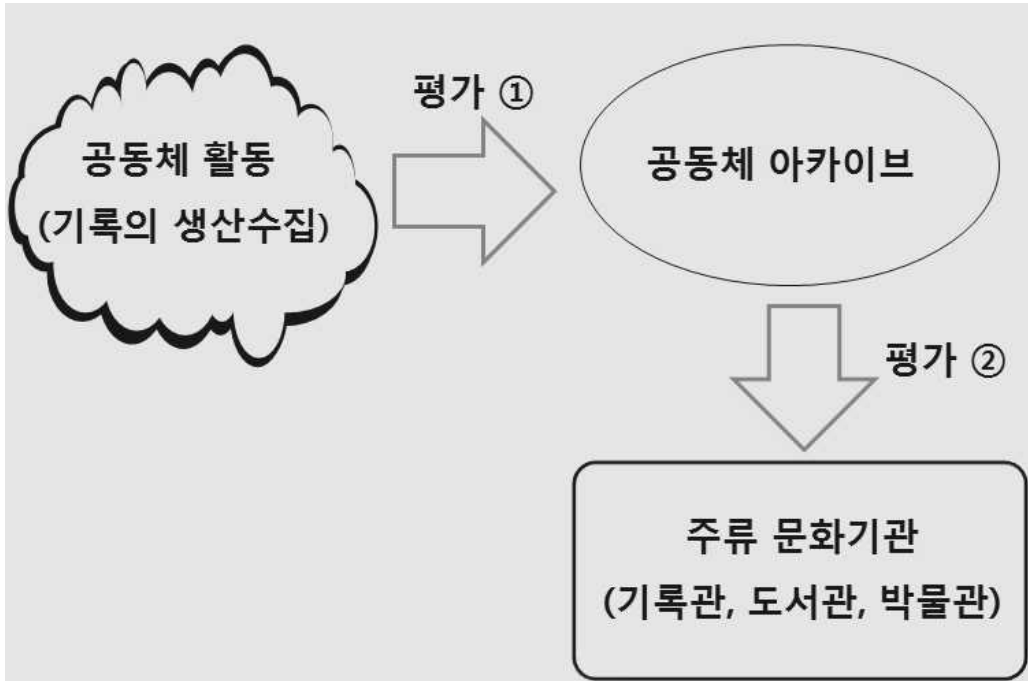 평가 ①
공동체 활동
(기록의 생산수집)
공동체 아카이브
평가 ②
주류 문화기관
(기록관, 도서관, 박물관)